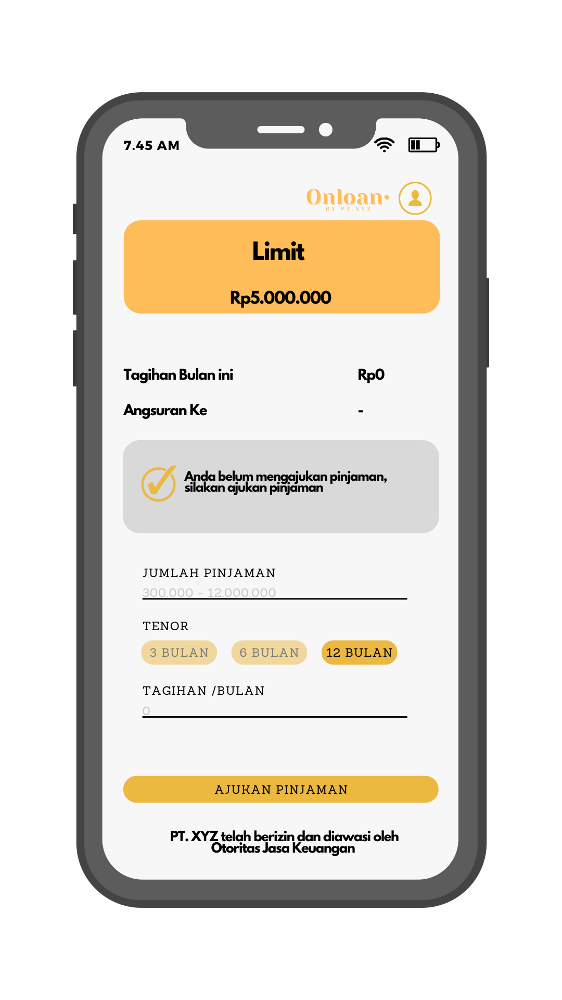 7.45 AM
Onloan·
BY PT.XYZ
Limit
Rp5.000.000
Tagihan Bulan ini Rp0
Angsuran Ke -
Anda belum mengajukan pinjaman,
silakan ajukan pinjaman
JUMLAH PINJAMAN
300.000 - 12.000.000
TENOR
3 BULAN 6 BULAN 12 BULAN
TAGIHAN /BULAN
0
AJUKAN PINJAMAN
PT. XYZ telah berizin dan diawasi oleh
Otoritas Jasa Keuangan